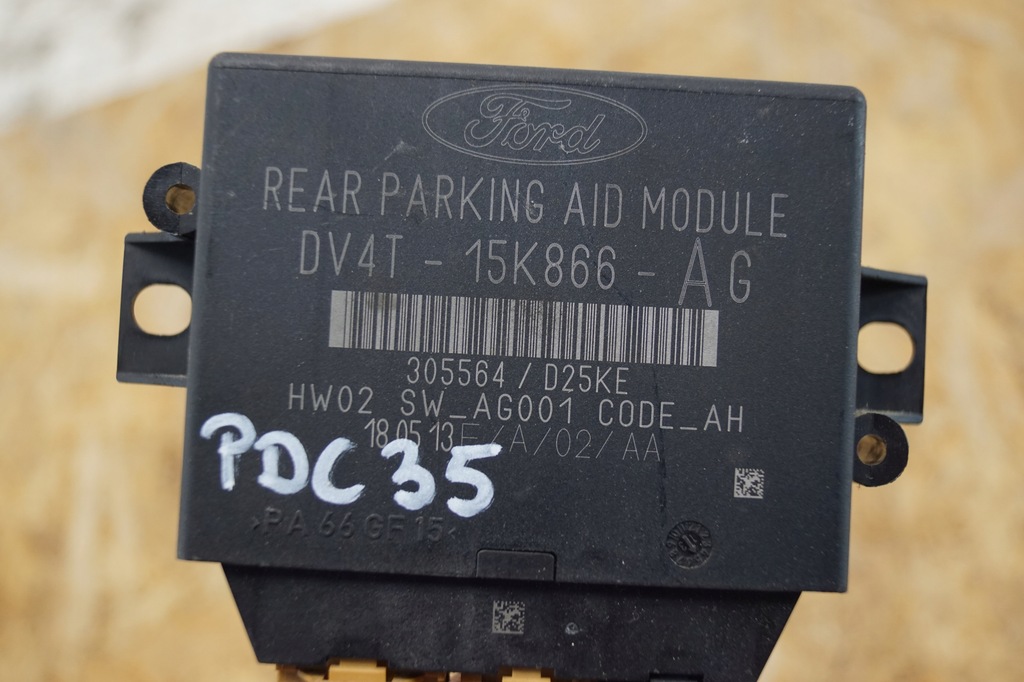 Ford
REAR PARKING AID MODULE
DV4T - 15K866 - AG
305564 / D25KE
HW02 SW_AG001 CODE_AH
18.05.13 E/A/02/AA
PDC 35
>PA 66 GF 15<